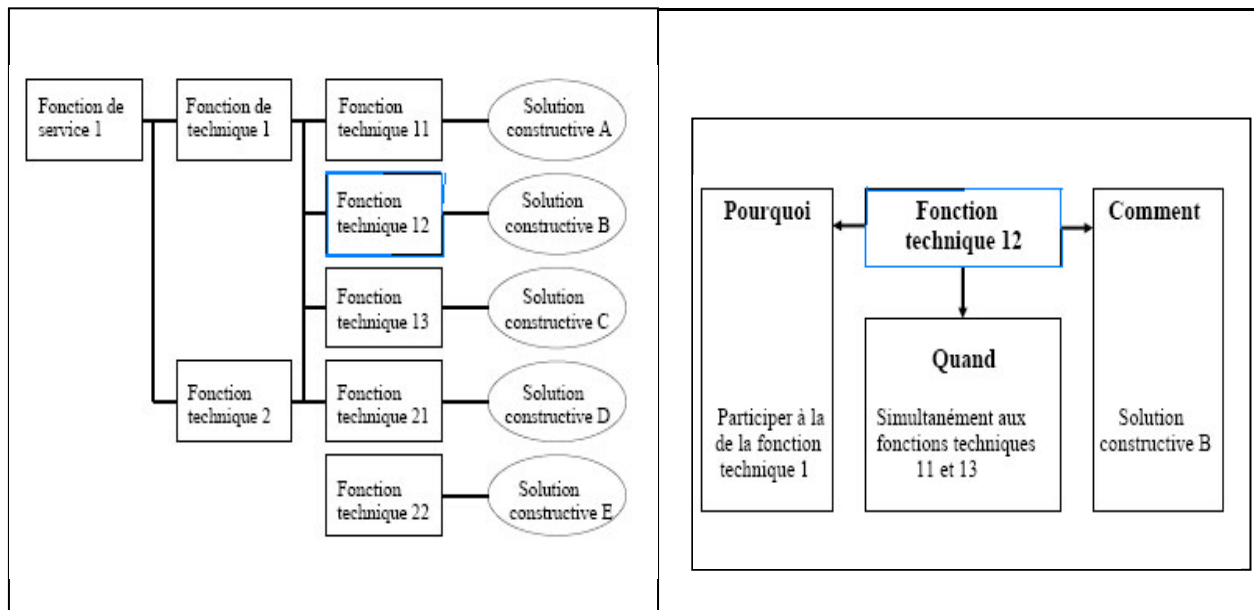 Fonction de
service 1
Fonction de
technique 1
Fonction
technique 11
Solution
constructive A
Fonction
technique 12
Solution
constructive B
Fonction
technique 13
Solution
constructive C
Fonction
technique 2
Fonction
technique 21
Solution
constructive D
Fonction
technique 22
Solution
constructive E
Pourquoi
Participer à la
de la fonction
technique 1
Fonction
technique 12
Quand
Simultanément aux
fonctions techniques
11 et 13
Comment
Solution
constructive B